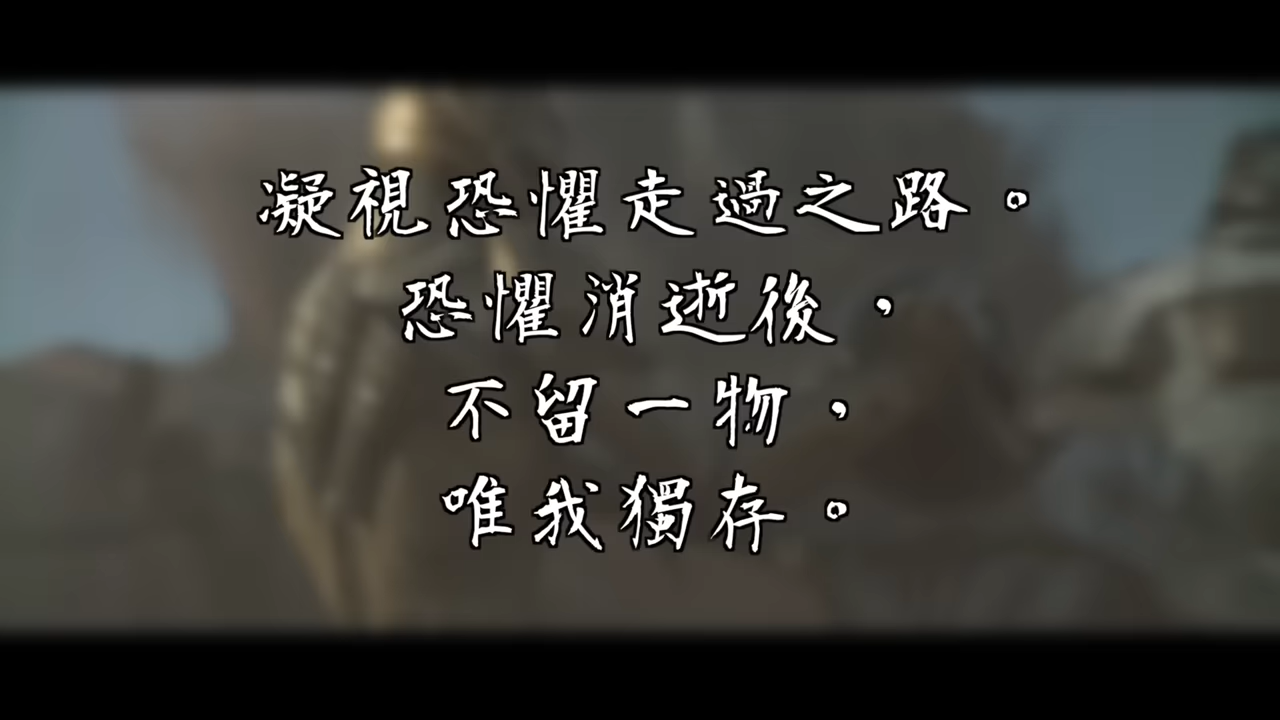 凝視恐懼走過之路。
恐懼消逝後，
不留一物，
唯我獨存。